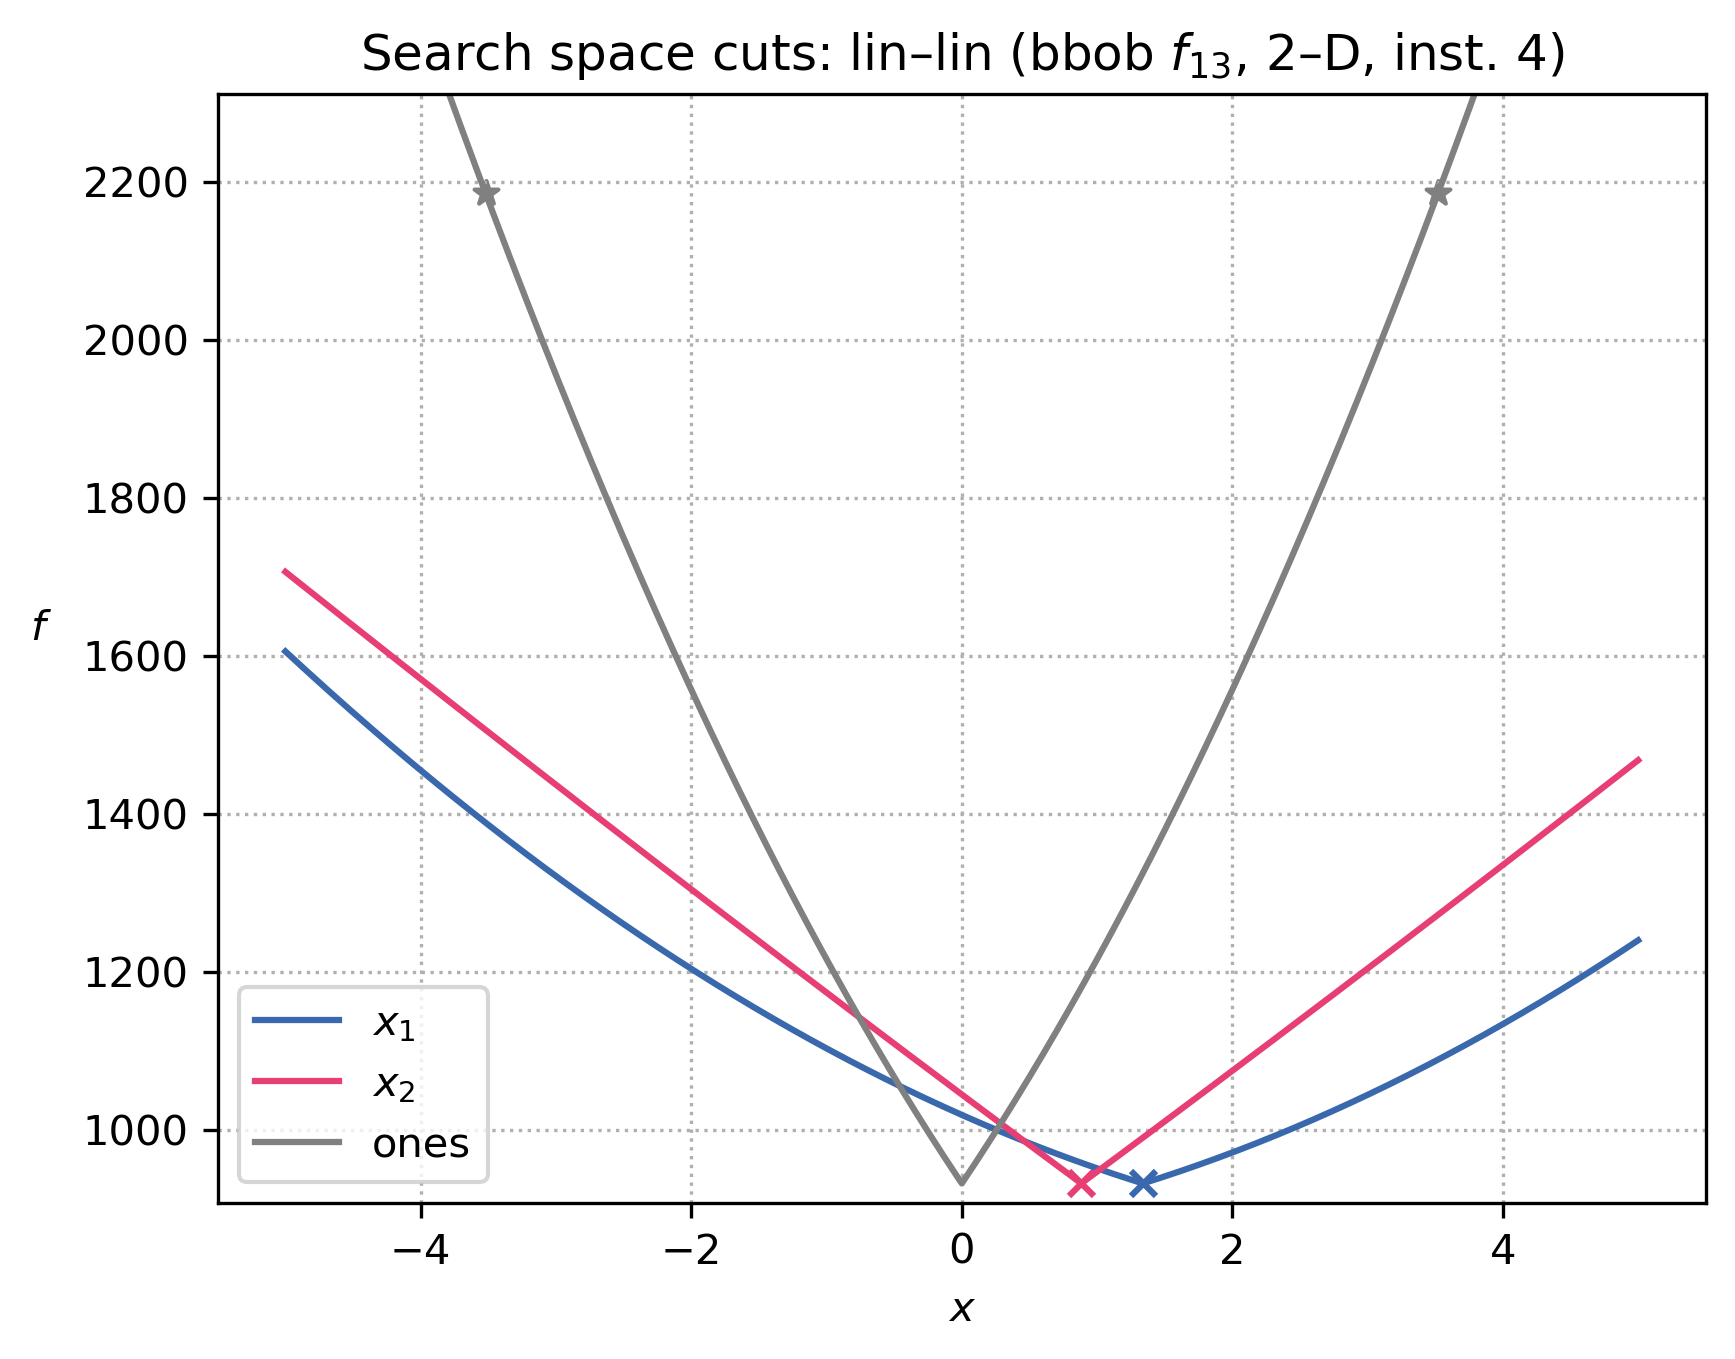 Search space cuts: lin–lin (bbob f₁₃, 2–D, inst. 4)
2200
2000
1800
1600
1400
1200
1000
f
x₁
x₂
ones
−4
−2
0
2
4
x